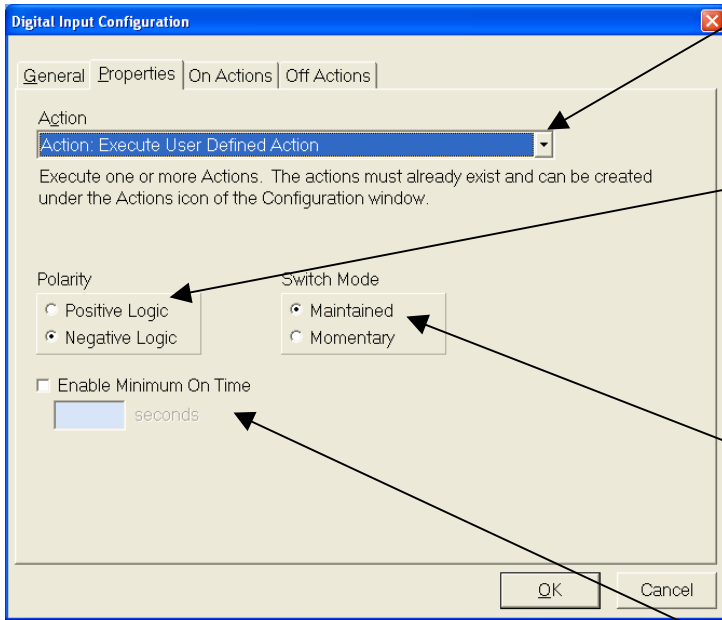 Digital Input Configuration
General Properties On Actions Off Actions
Action
Action: Execute User Defined Action
Execute one or more Actions. The actions must already exist and can be created
under the Actions icon of the Configuration window.
Polarity Switch Mode
Positive Logic Maintained
Negative Logic Momentary
Enable Minimum On Time
seconds
OK Cancel